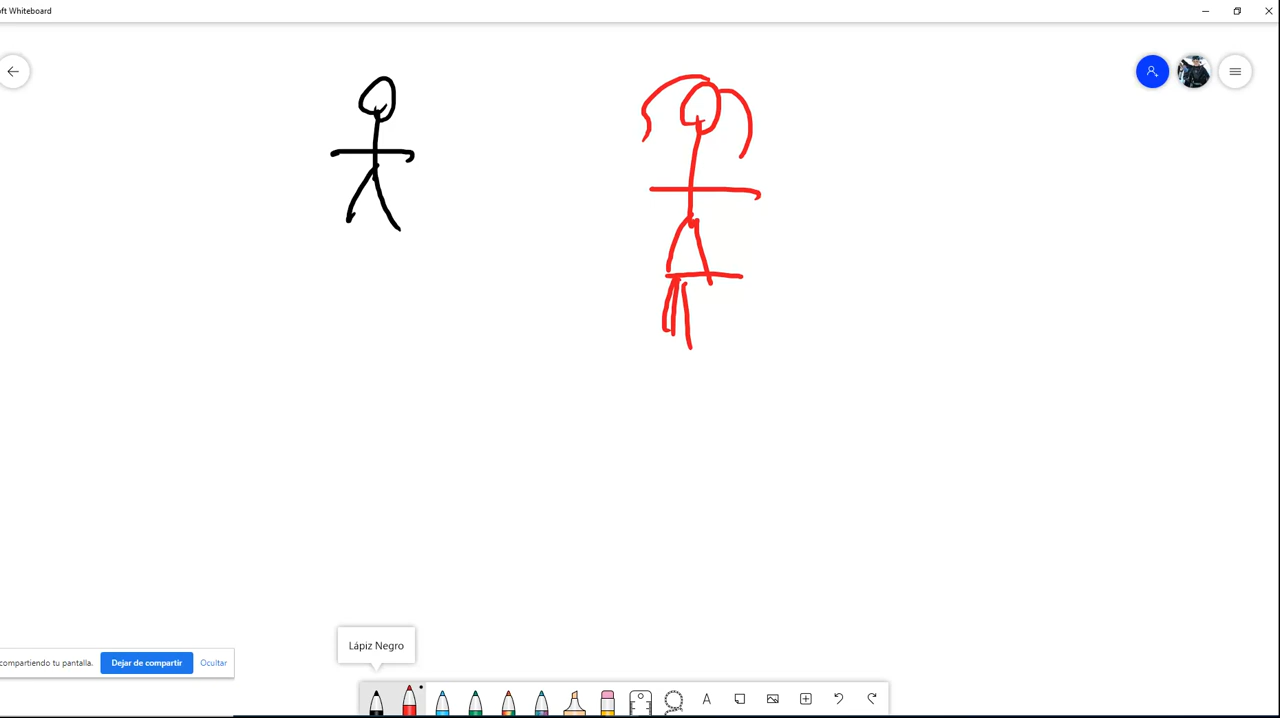 ft Whiteboard
Lápiz Negro
compartiendo tu pantalla.
Dejar de compartir
Ocultar
A